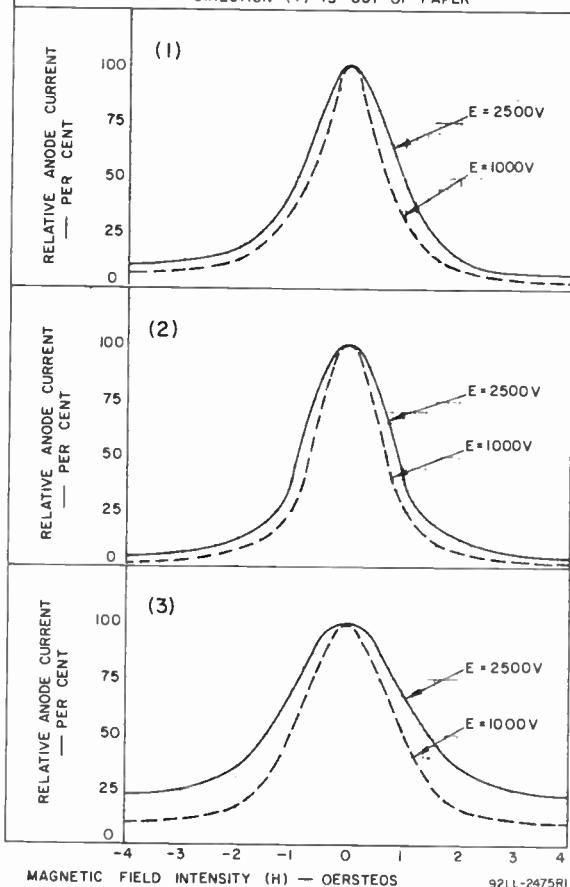 DIRECTION (+) IS OUT OF PAPER
(1)
RELATIVE ANODE CURRENT
— PER CENT
100
75
50
25
0
E = 2500V
E = 1000V
(2)
RELATIVE ANODE CURRENT
— PER CENT
100
75
50
25
0
E = 2500V
E = 1000V
(3)
RELATIVE ANODE CURRENT
— PER CENT
100
75
50
25
0
E = 2500V
E = 1000V
-4 -3 -2 -1 0 1 2 3 4
MAGNETIC FIELD INTENSITY (H) — OERSTEDS
92LL-2475R1